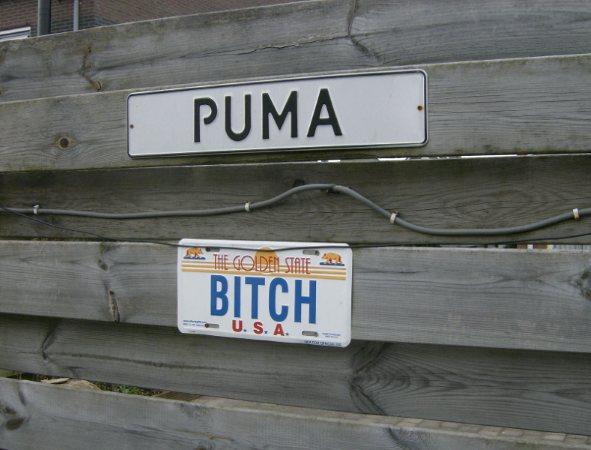 PUMA
THE GOLDEN STATE
BITCH
U.S.A.